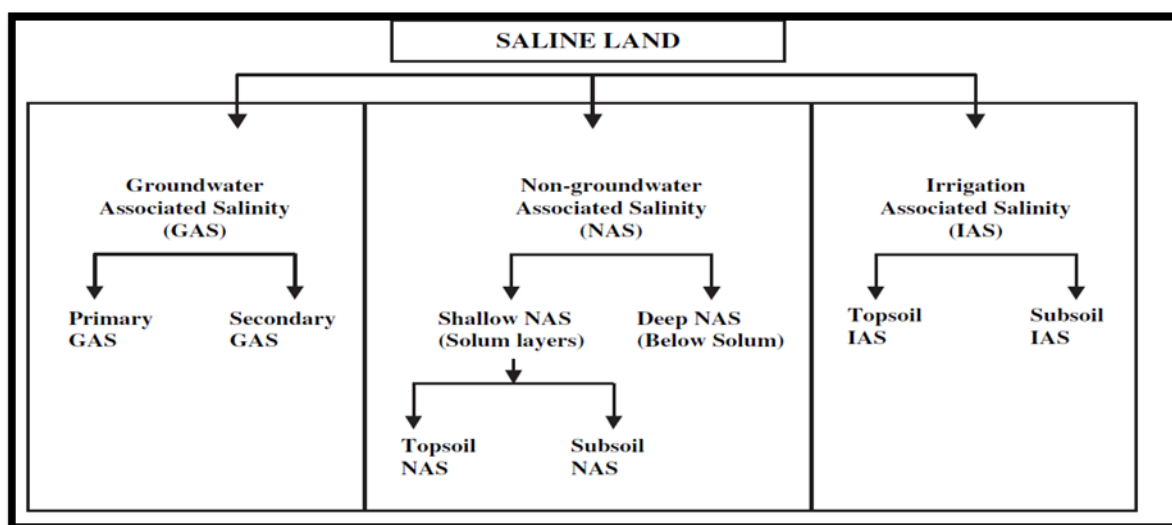 SALINE LAND
Groundwater
Associated Salinity
(GAS)
Primary
GAS
Secondary
GAS
Non-groundwater
Associated Salinity
(NAS)
Shallow NAS
(Solum layers)
Deep NAS
(Below Solum)
Topsoil
NAS
Subsoil
NAS
Irrigation
Associated Salinity
(IAS)
Topsoil
IAS
Subsoil
IAS